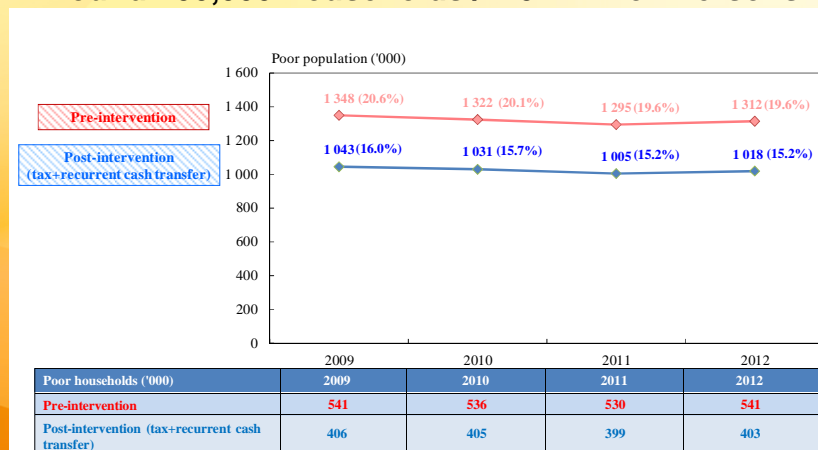 Poor population ('000)
1 600
1 400
1 200
1 000
800
600
400
200
0
Pre-intervention
Post-intervention
(tax+recurrent cash transfer)
1 348 (20.6%)
1 322 (20.1%)
1 295 (19.6%)
1 312 (19.6%)
1 043 (16.0%)
1 031 (15.7%)
1 005 (15.2%)
1 018 (15.2%)
2009 2010 2011 2012
Poor households ('000) 2009 2010 2011 2012
Pre-intervention 541 536 530 541
Post-intervention (tax+recurrent cash
transfer) 406 405 399 403